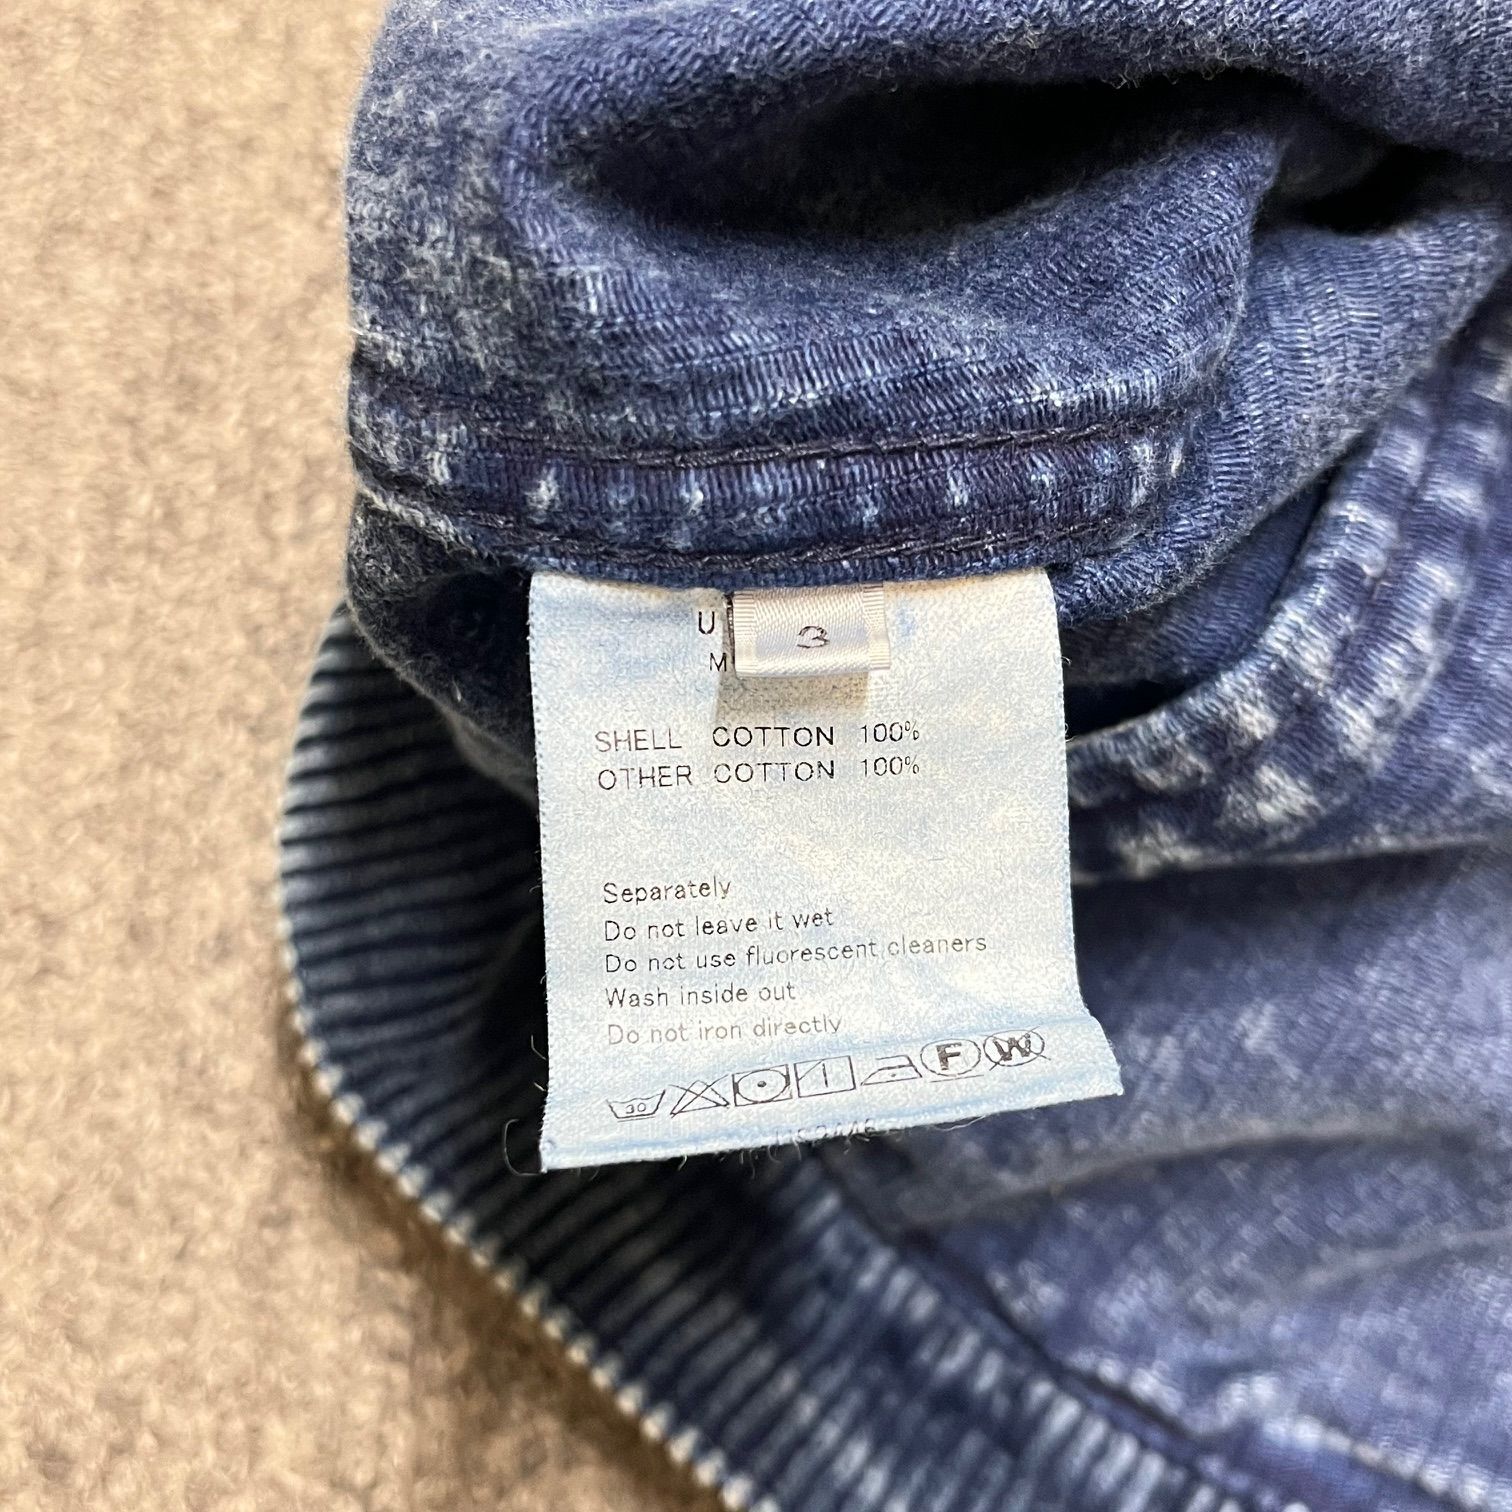 U
3
M
SHELL COTTON 100%
OTHER COTTON 100%
Separately
Do not leave it wet
Do not use fluorescent cleaners
Wash inside out
Do not iron directly
30 F W